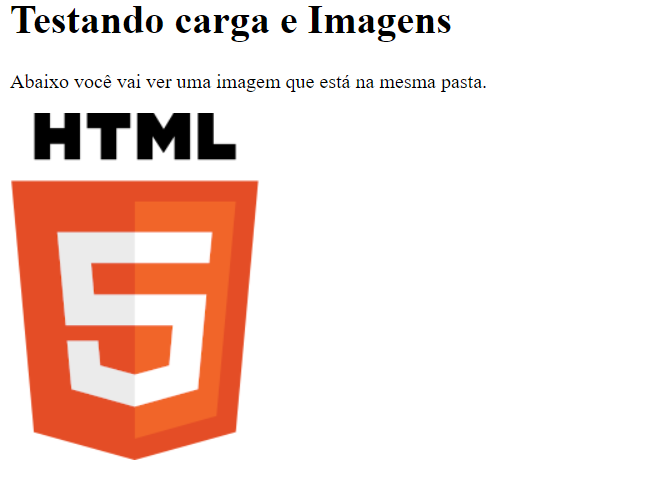 Testando carga e Imagens
Abaixo você vai ver uma imagem que está na mesma pasta.
HTML
5